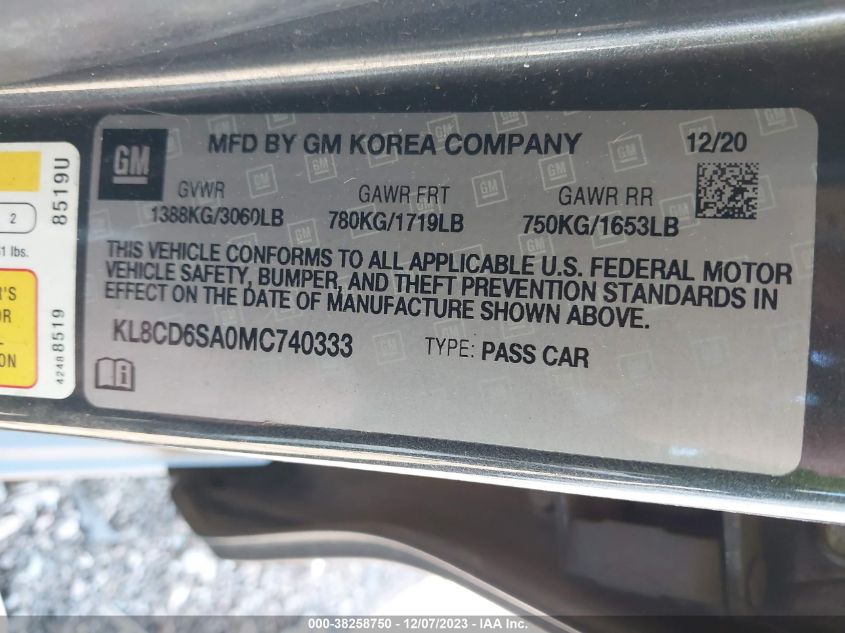 GM
MFD BY GM KOREA COMPANY 12/20
GVWR GAWR FRT GAWR RR
1388KG/3060LB 780KG/1719LB 750KG/1653LB
THIS VEHICLE CONFORMS TO ALL APPLICABLE U.S. FEDERAL MOTOR
VEHICLE SAFETY, BUMPER, AND THEFT PREVENTION STANDARDS IN
EFFECT ON THE DATE OF MANUFACTURE SHOWN ABOVE.
KL8CD6SA0MC740333 TYPE: PASS CAR
8519U
2
lbs.
42488519
000-38258750 - 12/07/2023 - IAA Inc.